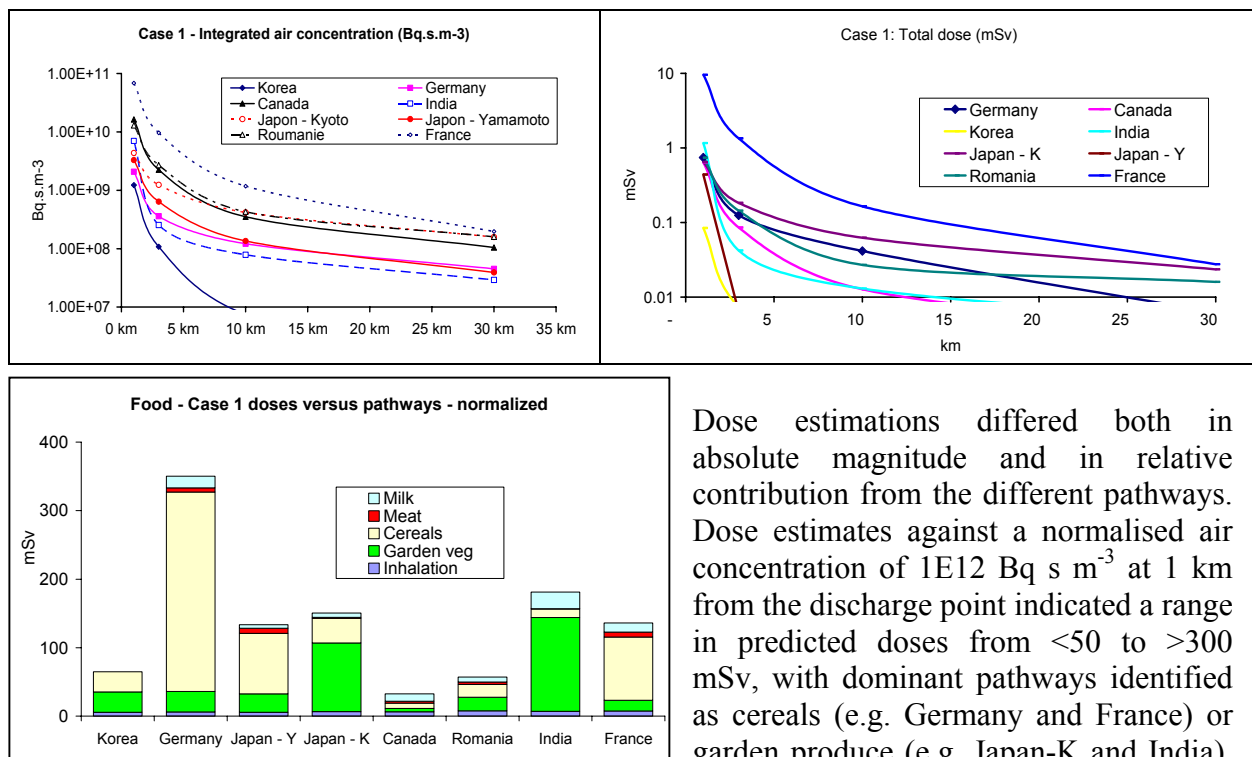 Case 1 - Integrated air concentration (Bq.s.m-3)
1.00E+11
1.00E+10
1.00E+09
1.00E+08
1.00E+07
Bq.s.m-3
Korea
Germany
Canada
India
Japon - Kyoto
Japon - Yamamoto
Roumanie
France
0 km
5 km
10 km
15 km
20 km
25 km
30 km
35 km
Case 1: Total dose (mSv)
10
1
0.1
0.01
mSv
Germany
Canada
Korea
India
Japan - K
Japan - Y
Romania
France
-
5
10
15
20
25
30
km
Food - Case 1 doses versus pathways - normalized
400
300
200
100
0
mSv
Milk
Meat
Cereals
Garden veg
Inhalation
Korea
Germany
Japan - Y
Japan - K
Canada
Romania
India
France
Dose estimations differed both in
absolute magnitude and in relative
contribution from the different pathways.
Dose estimates against a normalised air
concentration of 1E12 Bq s m-3 at 1 km
from the discharge point indicated a range
in predicted doses from <50 to >300
mSv, with dominant pathways identified
as cereals (e.g. Germany and France) or
garden produce (e.g. Japan-K and India).